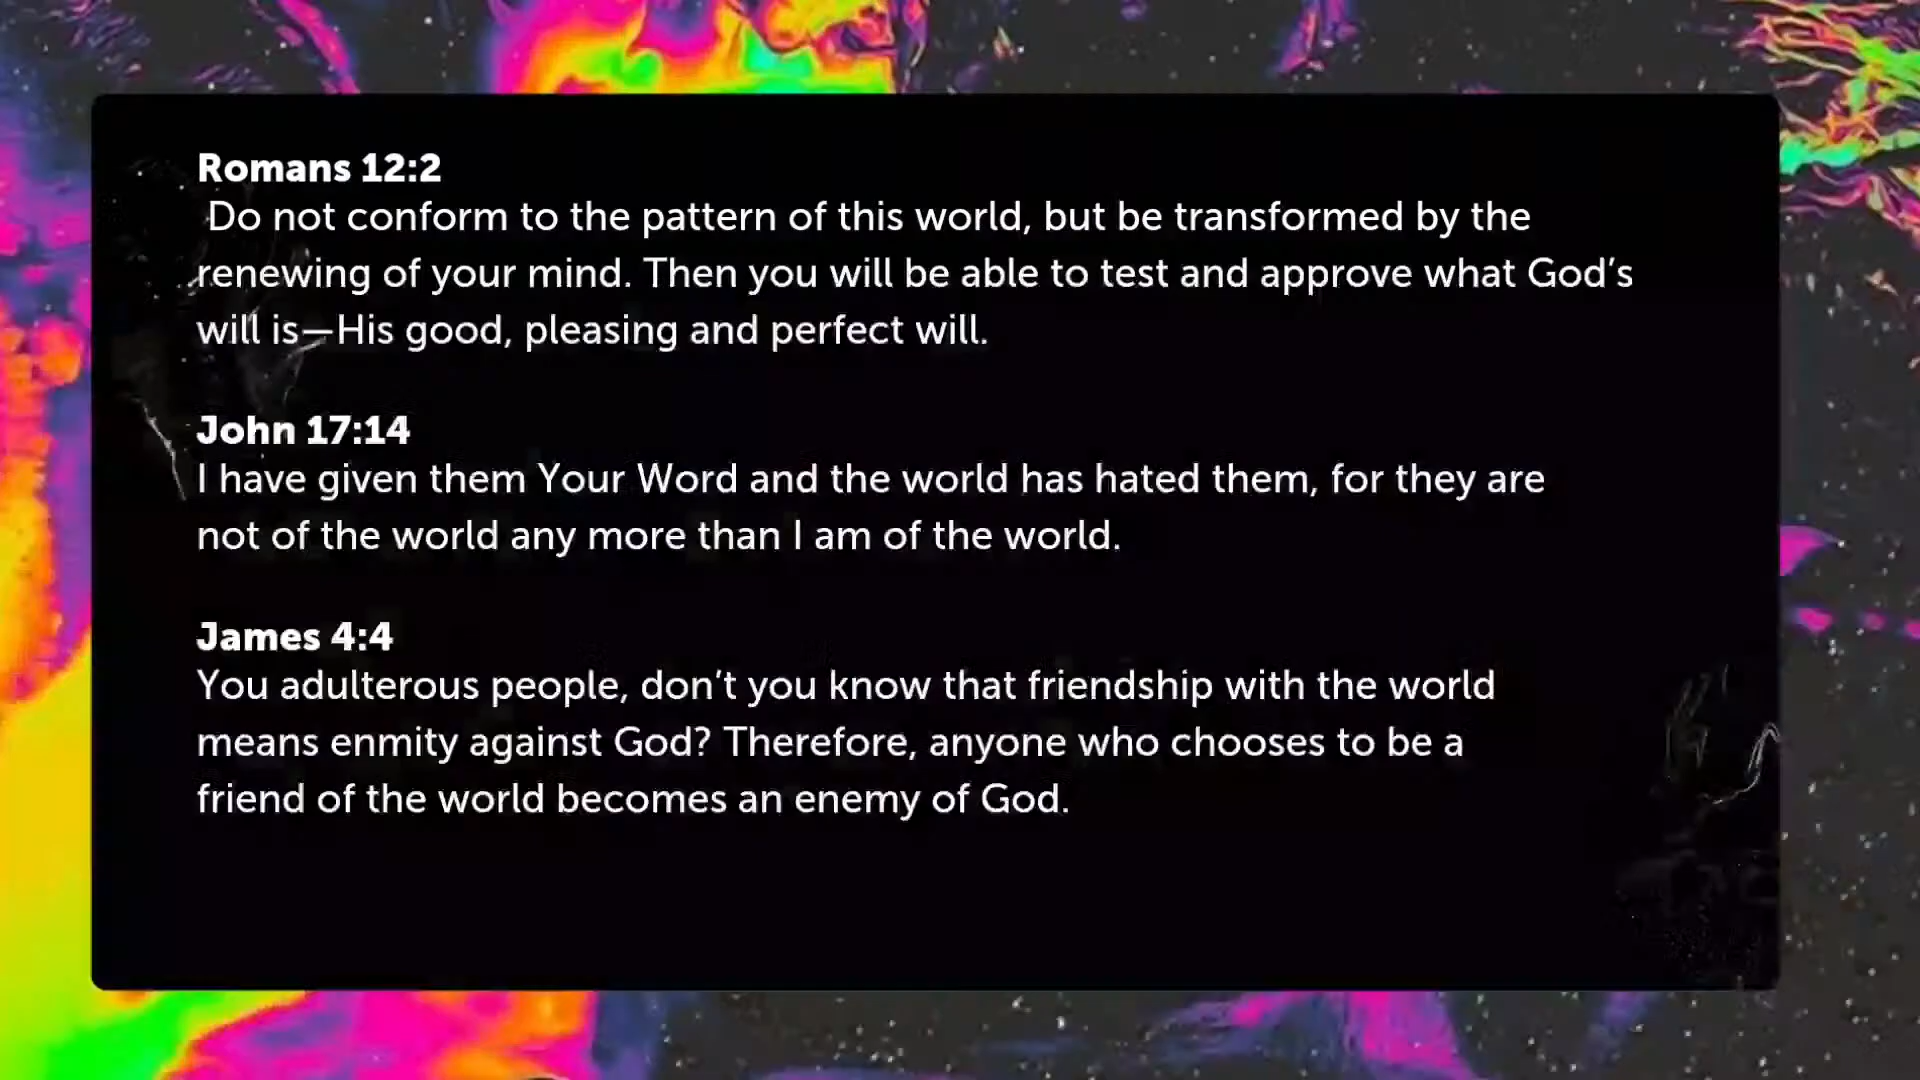 Romans 12:2
Do not conform to the pattern of this world, but be transformed by the
renewing of your mind. Then you will be able to test and approve what God’s
will is—His good, pleasing and perfect will.
John 17:14
I have given them Your Word and the world has hated them, for they are
not of the world any more than I am of the world.
James 4:4
You adulterous people, don’t you know that friendship with the world
means enmity against God? Therefore, anyone who chooses to be a
friend of the world becomes an enemy of God.